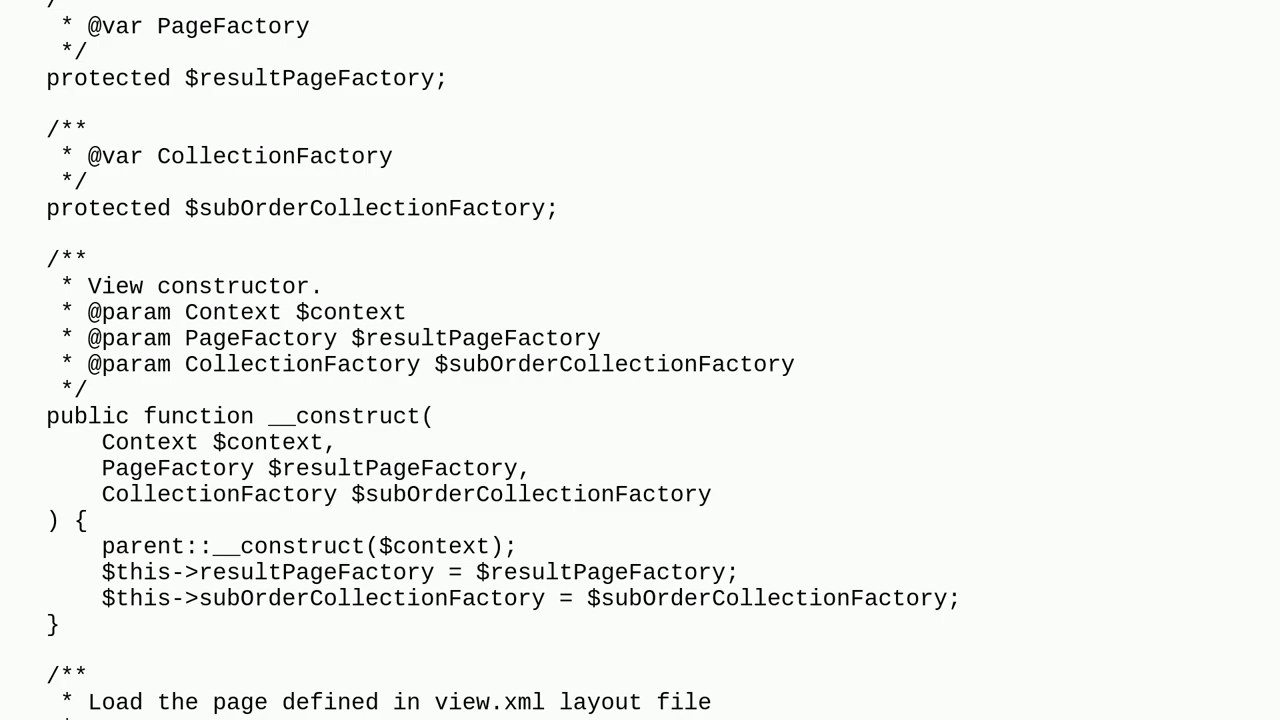 * @var PageFactory
 */
protected $resultPageFactory;
/**
 * @var CollectionFactory
 */
protected $subOrderCollectionFactory;
/**
 * View constructor.
 * @param Context $context
 * @param PageFactory $resultPageFactory
 * @param CollectionFactory $subOrderCollectionFactory
 */
public function __construct(
    Context $context,
    PageFactory $resultPageFactory,
    CollectionFactory $subOrderCollectionFactory
) {
    parent::__construct($context);
    $this->resultPageFactory = $resultPageFactory;
    $this->subOrderCollectionFactory = $subOrderCollectionFactory;
}
/**
 * Load the page defined in view.xml layout file